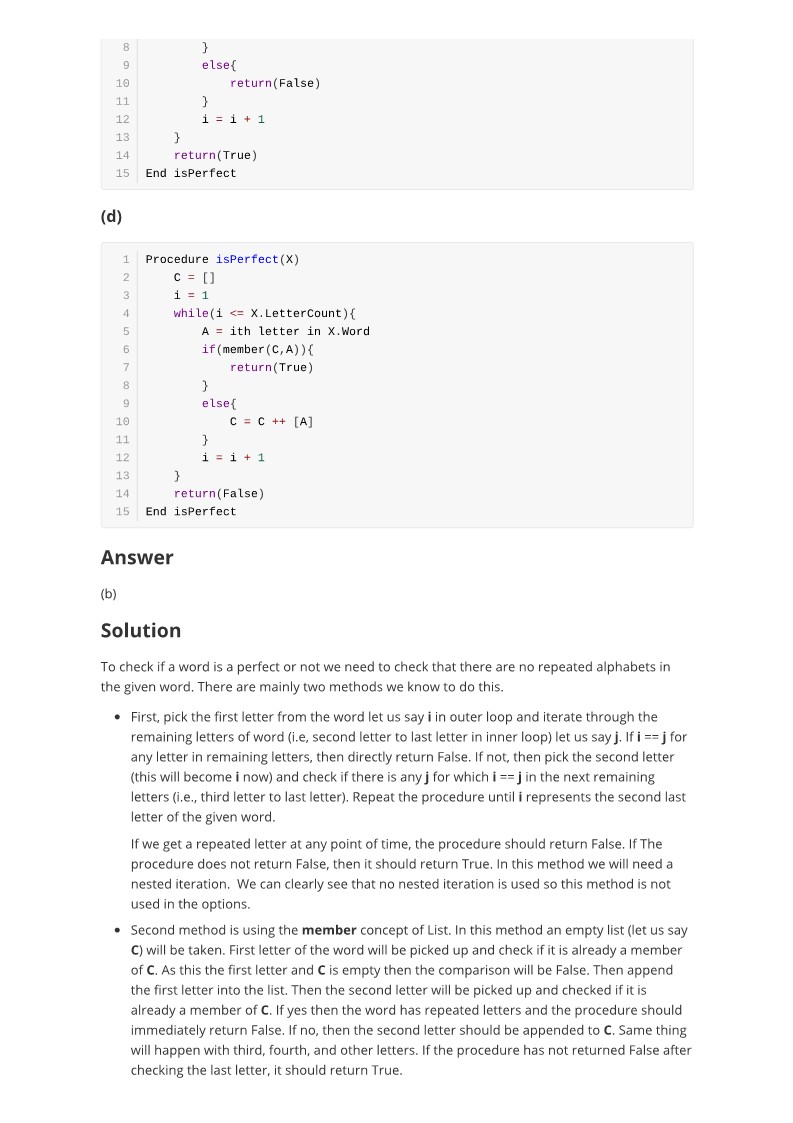 8         }
9         else{
10             return(False)
11         }
12         i = i + 1
13     }
14     return(True)
15 End isPerfect
(d)
1 Procedure isPerfect(X)
2     C = []
3     i = 1
4     while(i <= X.LetterCount){
5         A = ith letter in X.Word
6         if(member(C,A)){
7             return(True)
8         }
9         else{
10             C = C ++ [A]
11         }
12         i = i + 1
13     }
14     return(False)
15 End isPerfect
Answer
(b)
Solution
To check if a word is a perfect or not we need to check that there are no repeated alphabets in
the given word. There are mainly two methods we know to do this.
• First, pick the first letter from the word let us say i in outer loop and iterate through the
remaining letters of word (i.e, second letter to last letter in inner loop) let us say j. If i == j for
any letter in remaining letters, then directly return False. If not, then pick the second letter
(this will become i now) and check if there is any j for which i == j in the next remaining
letters (i.e., third letter to last letter). Repeat the procedure until i represents the second last
letter of the given word.
If we get a repeated letter at any point of time, the procedure should return False. If The
procedure does not return False, then it should return True. In this method we will need a
nested iteration.  We can clearly see that no nested iteration is used so this method is not
used in the options.
• Second method is using the member concept of List. In this method an empty list (let us say
C) will be taken. First letter of the word will be picked up and check if it is already a member
of C. As this the first letter and C is empty then the comparison will be False. Then append
the first letter into the list. Then the second letter will be picked up and checked if it is
already a member of C. If yes then the word has repeated letters and the procedure should
immediately return False. If no, then the second letter should be appended to C. Same thing
will happen with third, fourth, and other letters. If the procedure has not returned False after
checking the last letter, it should return True.